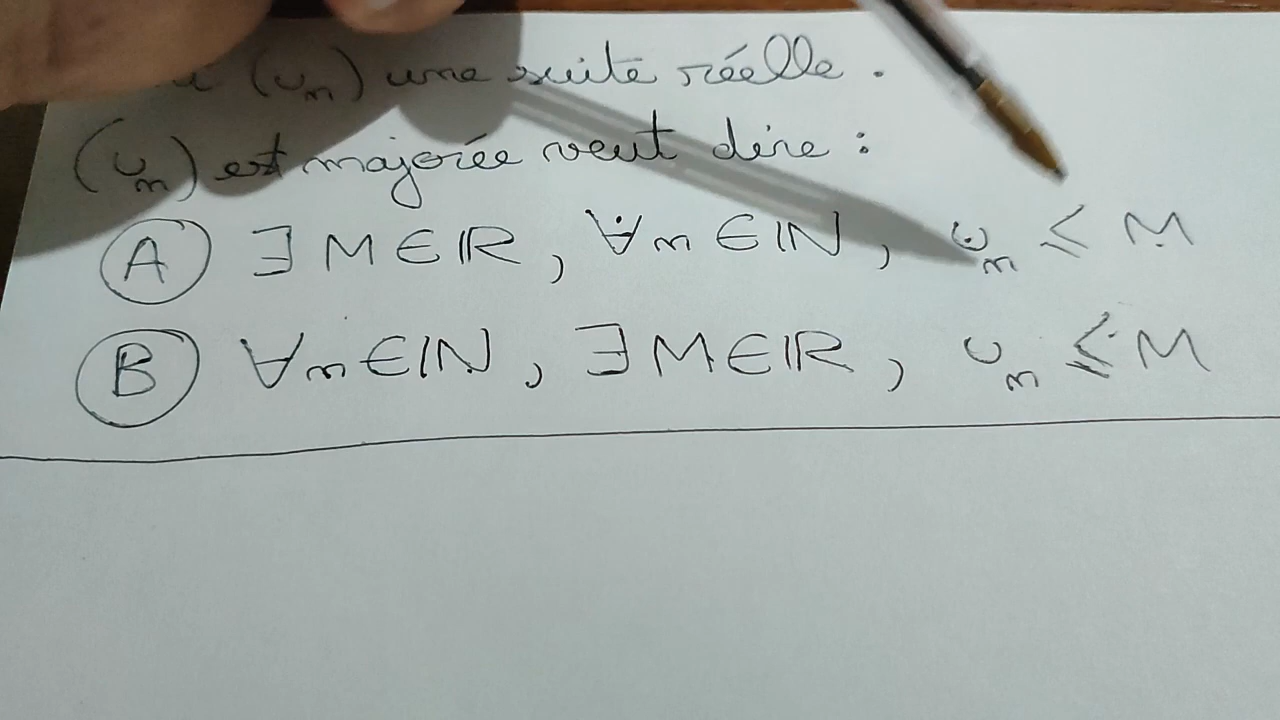 (un) une suite réelle.
(un) est majorée veut dire :
A ∃ M ∈ ℝ, ∀n ∈ ℕ, un ⩽ M
B ∀n ∈ ℕ, ∃ M ∈ ℝ, un ⩽ M